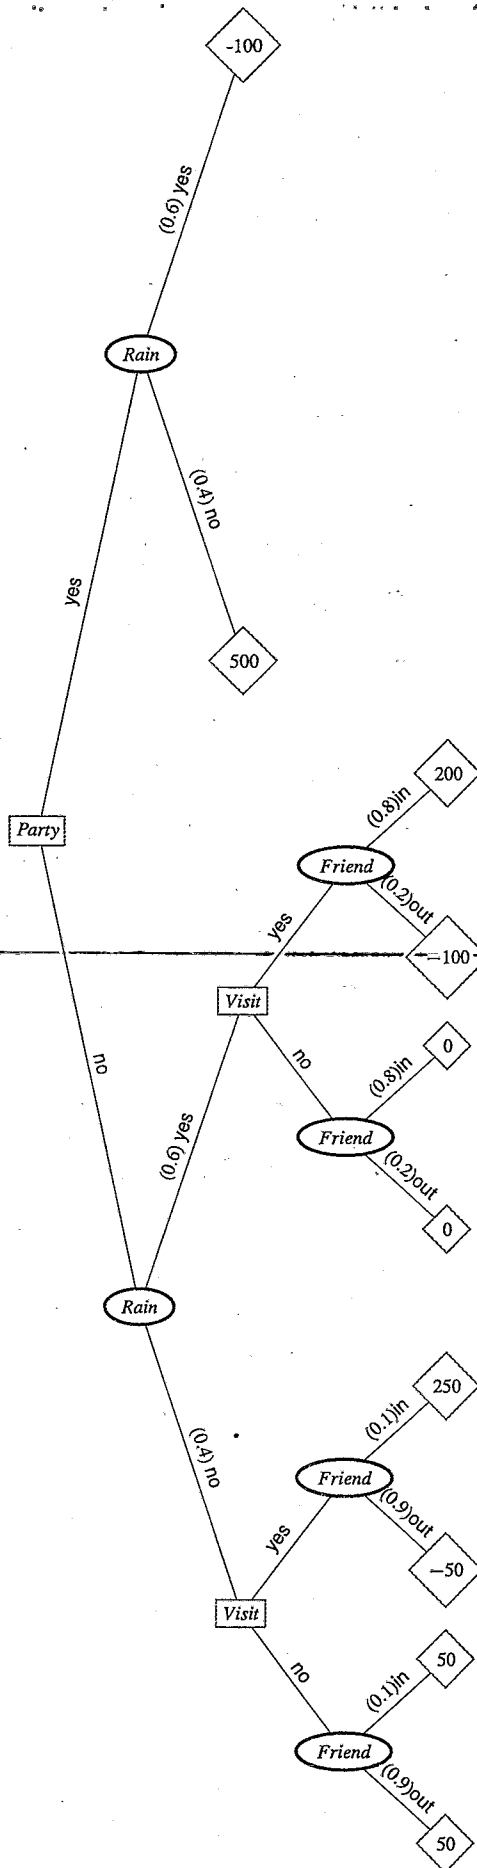 -100
(0.6) yes
Rain
(0.4) no
yes
500
200
(0.8)in
Party
Friend
(0.2)out
yes
−100
Visit
no
0
no
(0.8)in
Friend
(0.6) yes
(0.2)out
0
Rain
250
(0.1)in
(0.4) no
Friend
(0.9)out
yes
−50
Visit
50
no
(0.1)in
Friend
(0.9)out
50